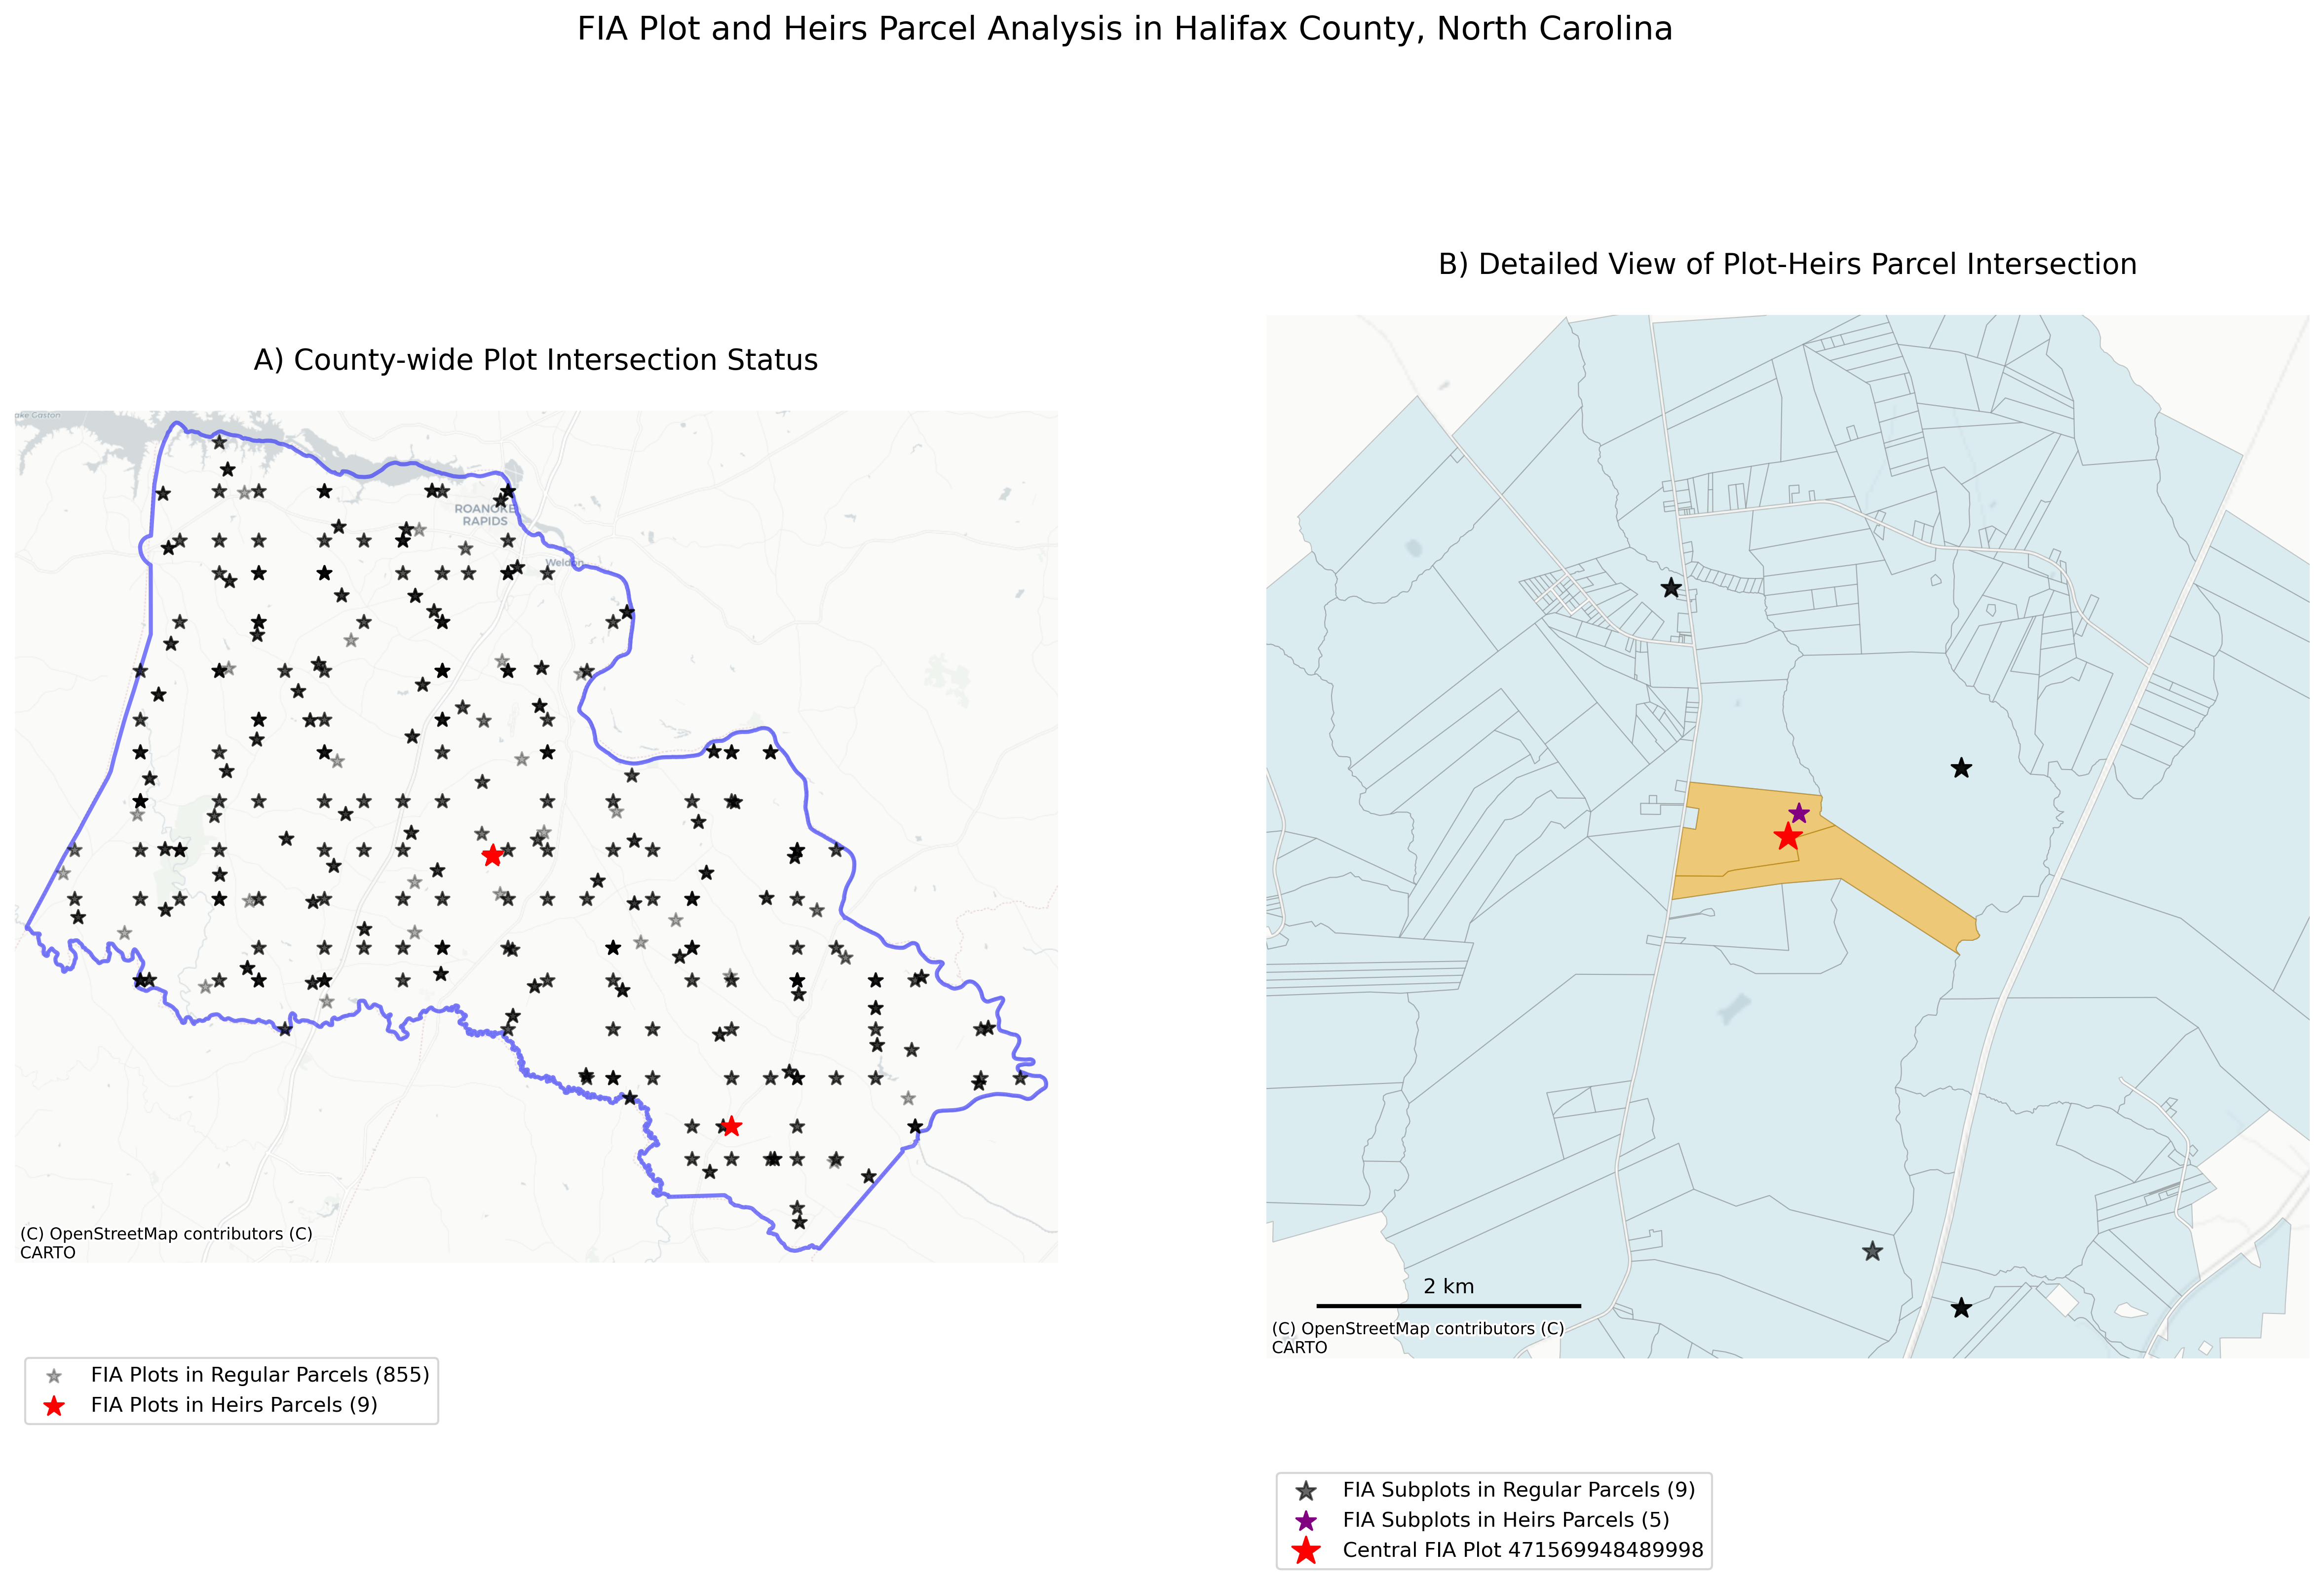 FIA Plot and Heirs Parcel Analysis in Halifax County, North Carolina
A) County-wide Plot Intersection Status
ake Gaston
ROANOKE
RAPIDS
Weldon
(C) OpenStreetMap contributors (C)
CARTO
FIA Plots in Regular Parcels (855)
FIA Plots in Heirs Parcels (9)
B) Detailed View of Plot-Heirs Parcel Intersection
2 km
(C) OpenStreetMap contributors (C)
CARTO
FIA Subplots in Regular Parcels (9)
FIA Subplots in Heirs Parcels (5)
Central FIA Plot 471569948489998